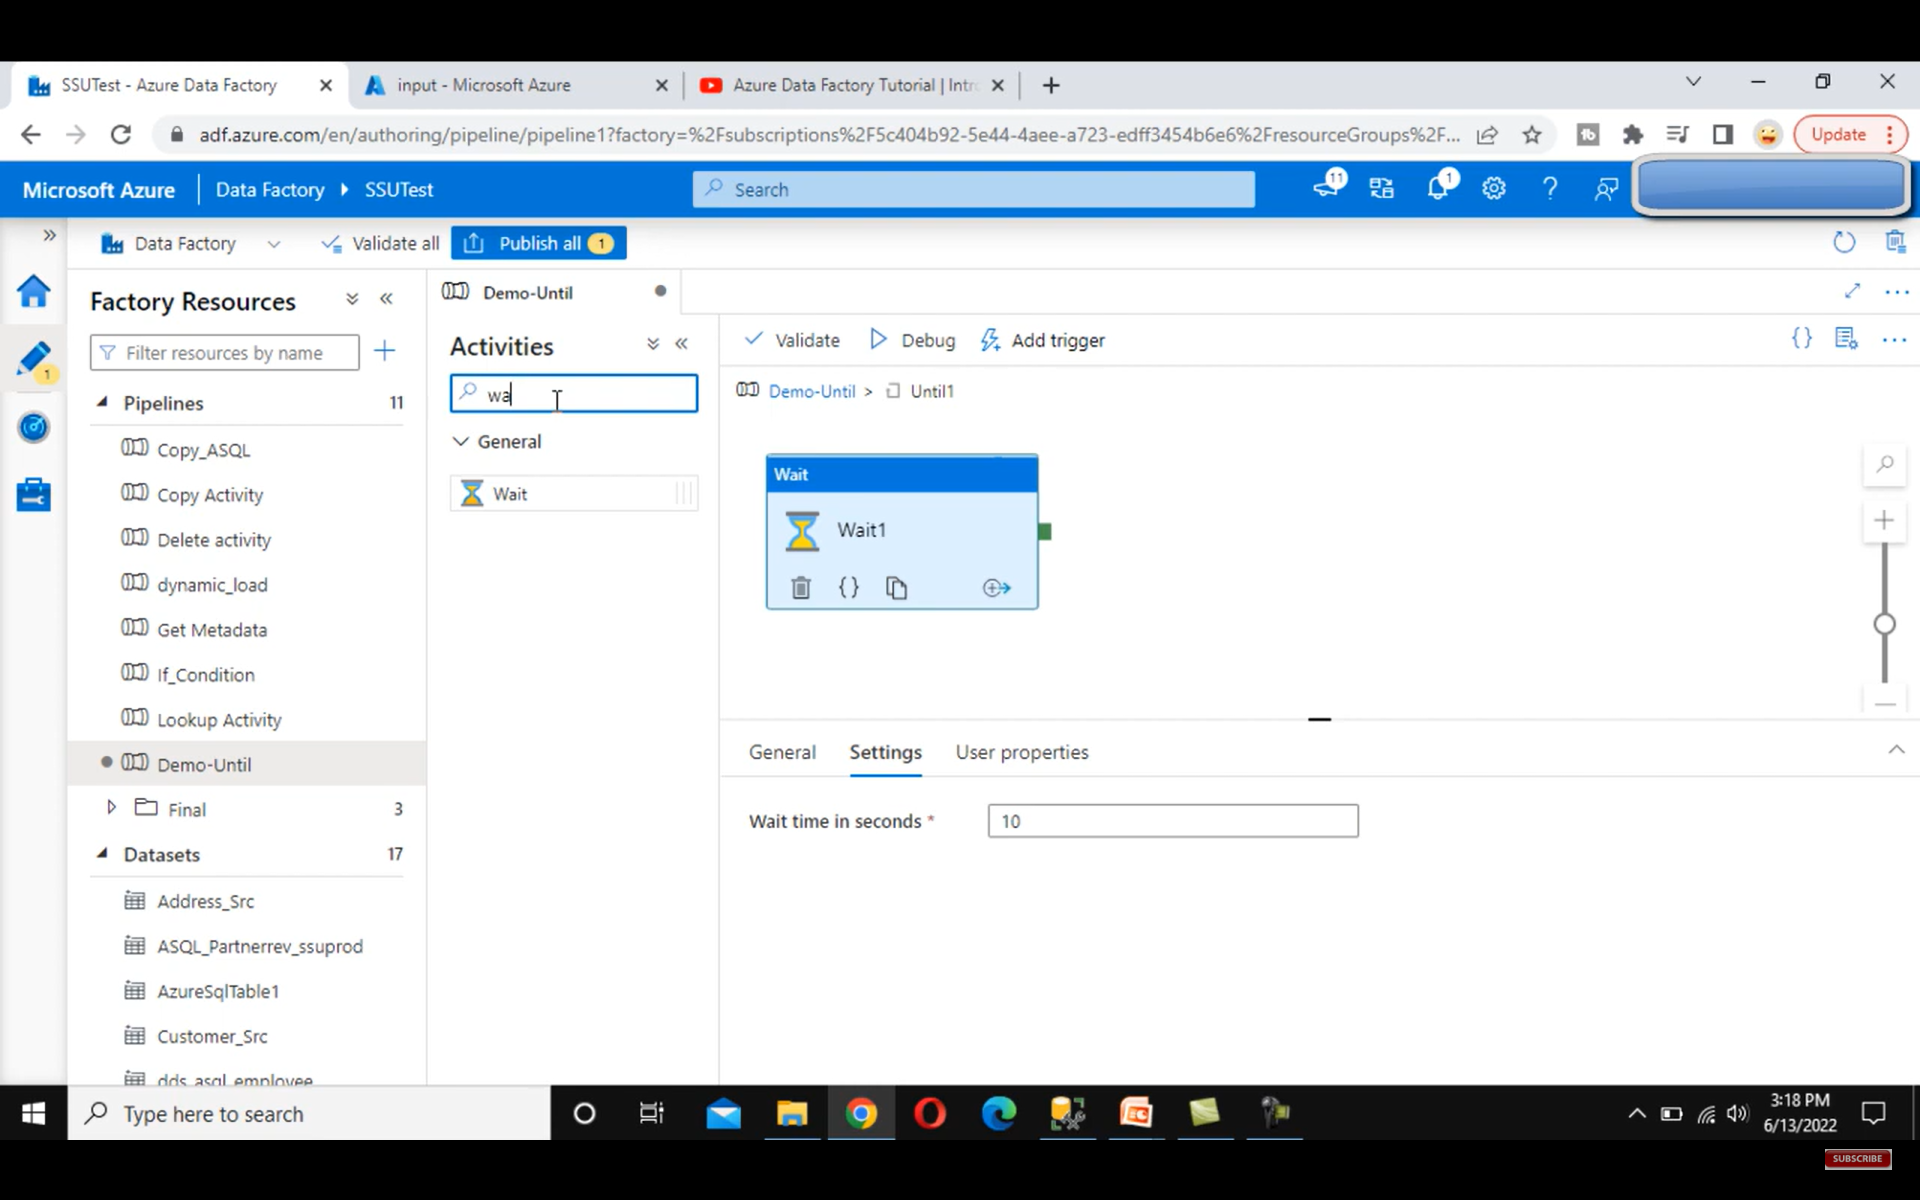 SSUTest - Azure Data Factory
input - Microsoft Azure
Azure Data Factory Tutorial | Intr
adf.azure.com/en/authoring/pipeline/pipeline1?factory=%2Fsubscriptions%2F5c404b92-5e44-4aee-a723-edff3454b6e6%2FresourceGroups%2F...
Update
Microsoft Azure
Data Factory
SSUTest
Search
11
1
Data Factory
Validate all
Publish all 1
Factory Resources
Filter resources by name
1
Pipelines 11
Copy_ASQL
Copy Activity
Delete activity
dynamic_load
Get Metadata
If_Condition
Lookup Activity
Demo-Until
Final 3
Datasets 17
Address_Src
ASQL_Partnerrev_ssuprod
AzureSqlTable1
Customer_Src
dds_asql_employee
Demo-Until
Activities
wa
General
Wait
Validate
Debug
Add trigger
Demo-Until > Until1
Wait
Wait1
General
Settings
User properties
Wait time in seconds *
10
Type here to search
3:18 PM
6/13/2022
SUBSCRIBE